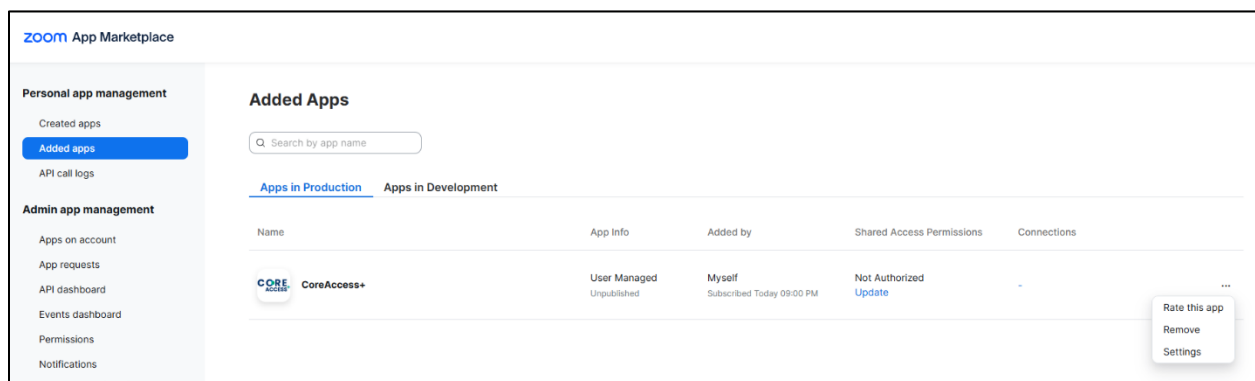 zoom App Marketplace
Personal app management
Created apps
Added apps
API call logs
Admin app management
Apps on account
App requests
API dashboard
Events dashboard
Permissions
Notifications
Added Apps
Search by app name
Apps in Production Apps in Development
Name App Info Added by Shared Access Permissions Connections
CORE ACCESS CoreAccess+ User Managed Myself Not Authorized - ...
Unpublished Subscribed Today 09:00 PM Update
Rate this app
Remove
Settings